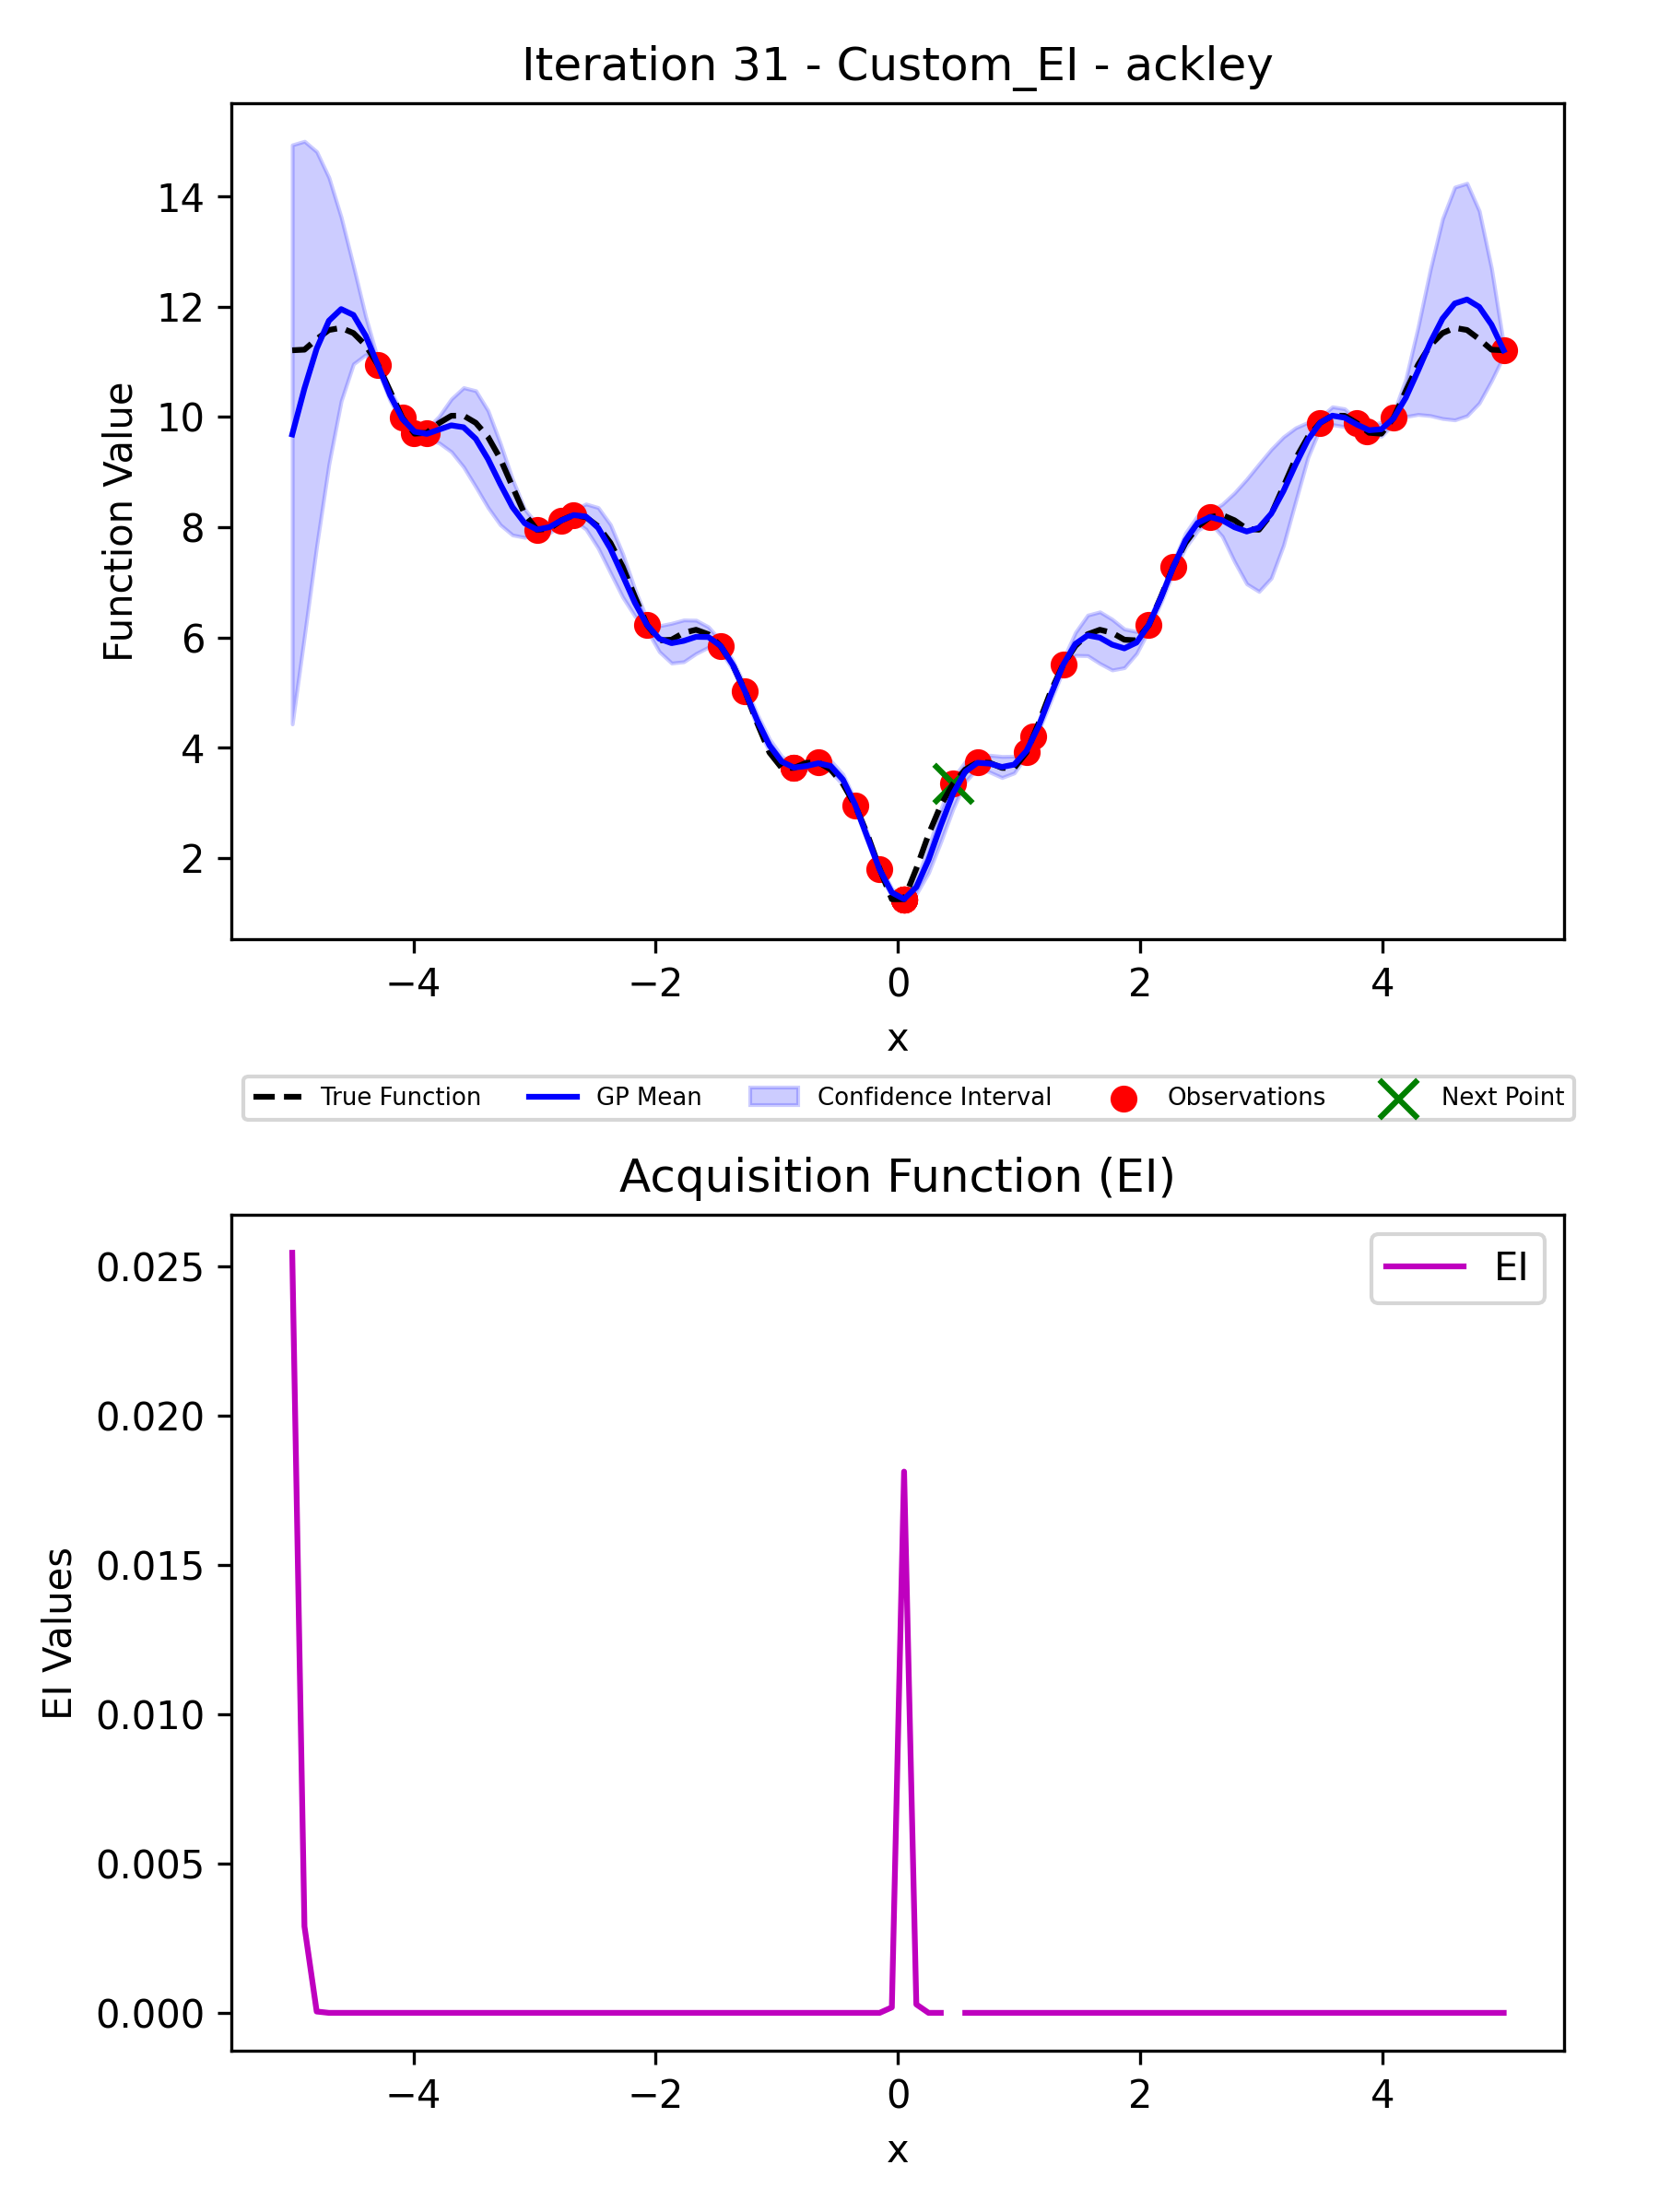 Iteration 31 - Custom_EI - ackley
Function Value
14
12
10
8
6
4
2
−4 −2 0 2 4
x
True Function GP Mean Confidence Interval Observations Next Point
Acquisition Function (EI)
EI
EI Values
0.025
0.020
0.015
0.010
0.005
0.000
−4 −2 0 2 4
x